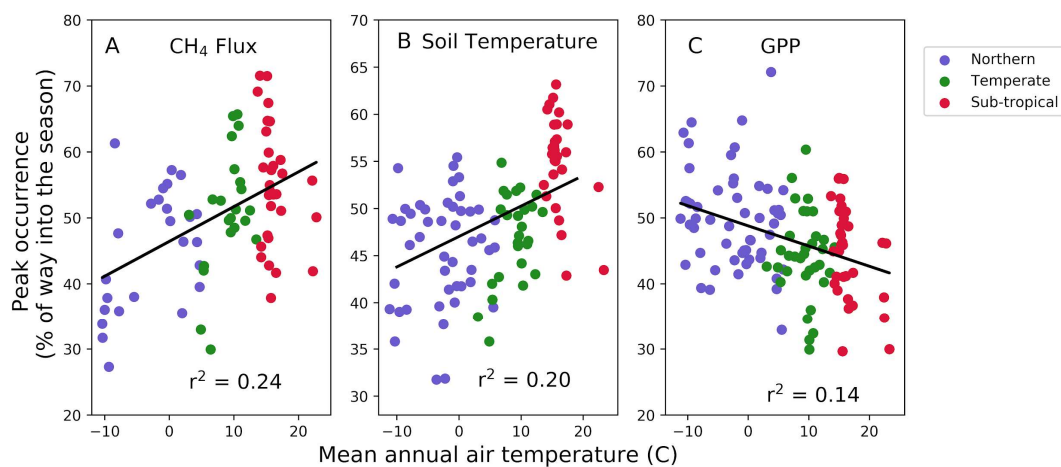 A CH₄ Flux
B Soil Temperature
C GPP
Northern
Temperate
Sub-tropical
Peak occurrence
(% of way into the season)
80
70
60
50
40
30
20
70
65
60
55
50
45
40
35
30
80
70
60
50
40
30
20
r² = 0.24
r² = 0.20
r² = 0.14
−10 0 10 20
−10 0 10 20
−10 0 10 20
Mean annual air temperature (C)